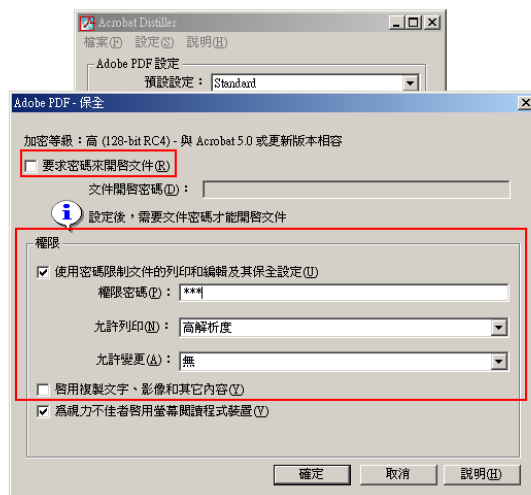 Acrobat Distiller
檔案(F) 設定(S) 說明(H)
Adobe PDF 設定
預設設定： Standard
Adobe PDF - 保全
加密等級：高 (128-bit RC4) - 與 Acrobat 5.0 或更新版本相容
要求密碼來開啟文件(R)
文件開啟密碼(D)：
設定後，需要文件密碼才能開啟文件
權限
使用密碼限制文件的列印和編輯及其保全設定(U)
權限密碼(P)： ***
允許列印(N)： 高解析度
允許變更(A)： 無
啟用複製文字、影像和其它內容(Y)
為視力不佳者啟用螢幕閱讀程式裝置(V)
確定 取消 說明(H)